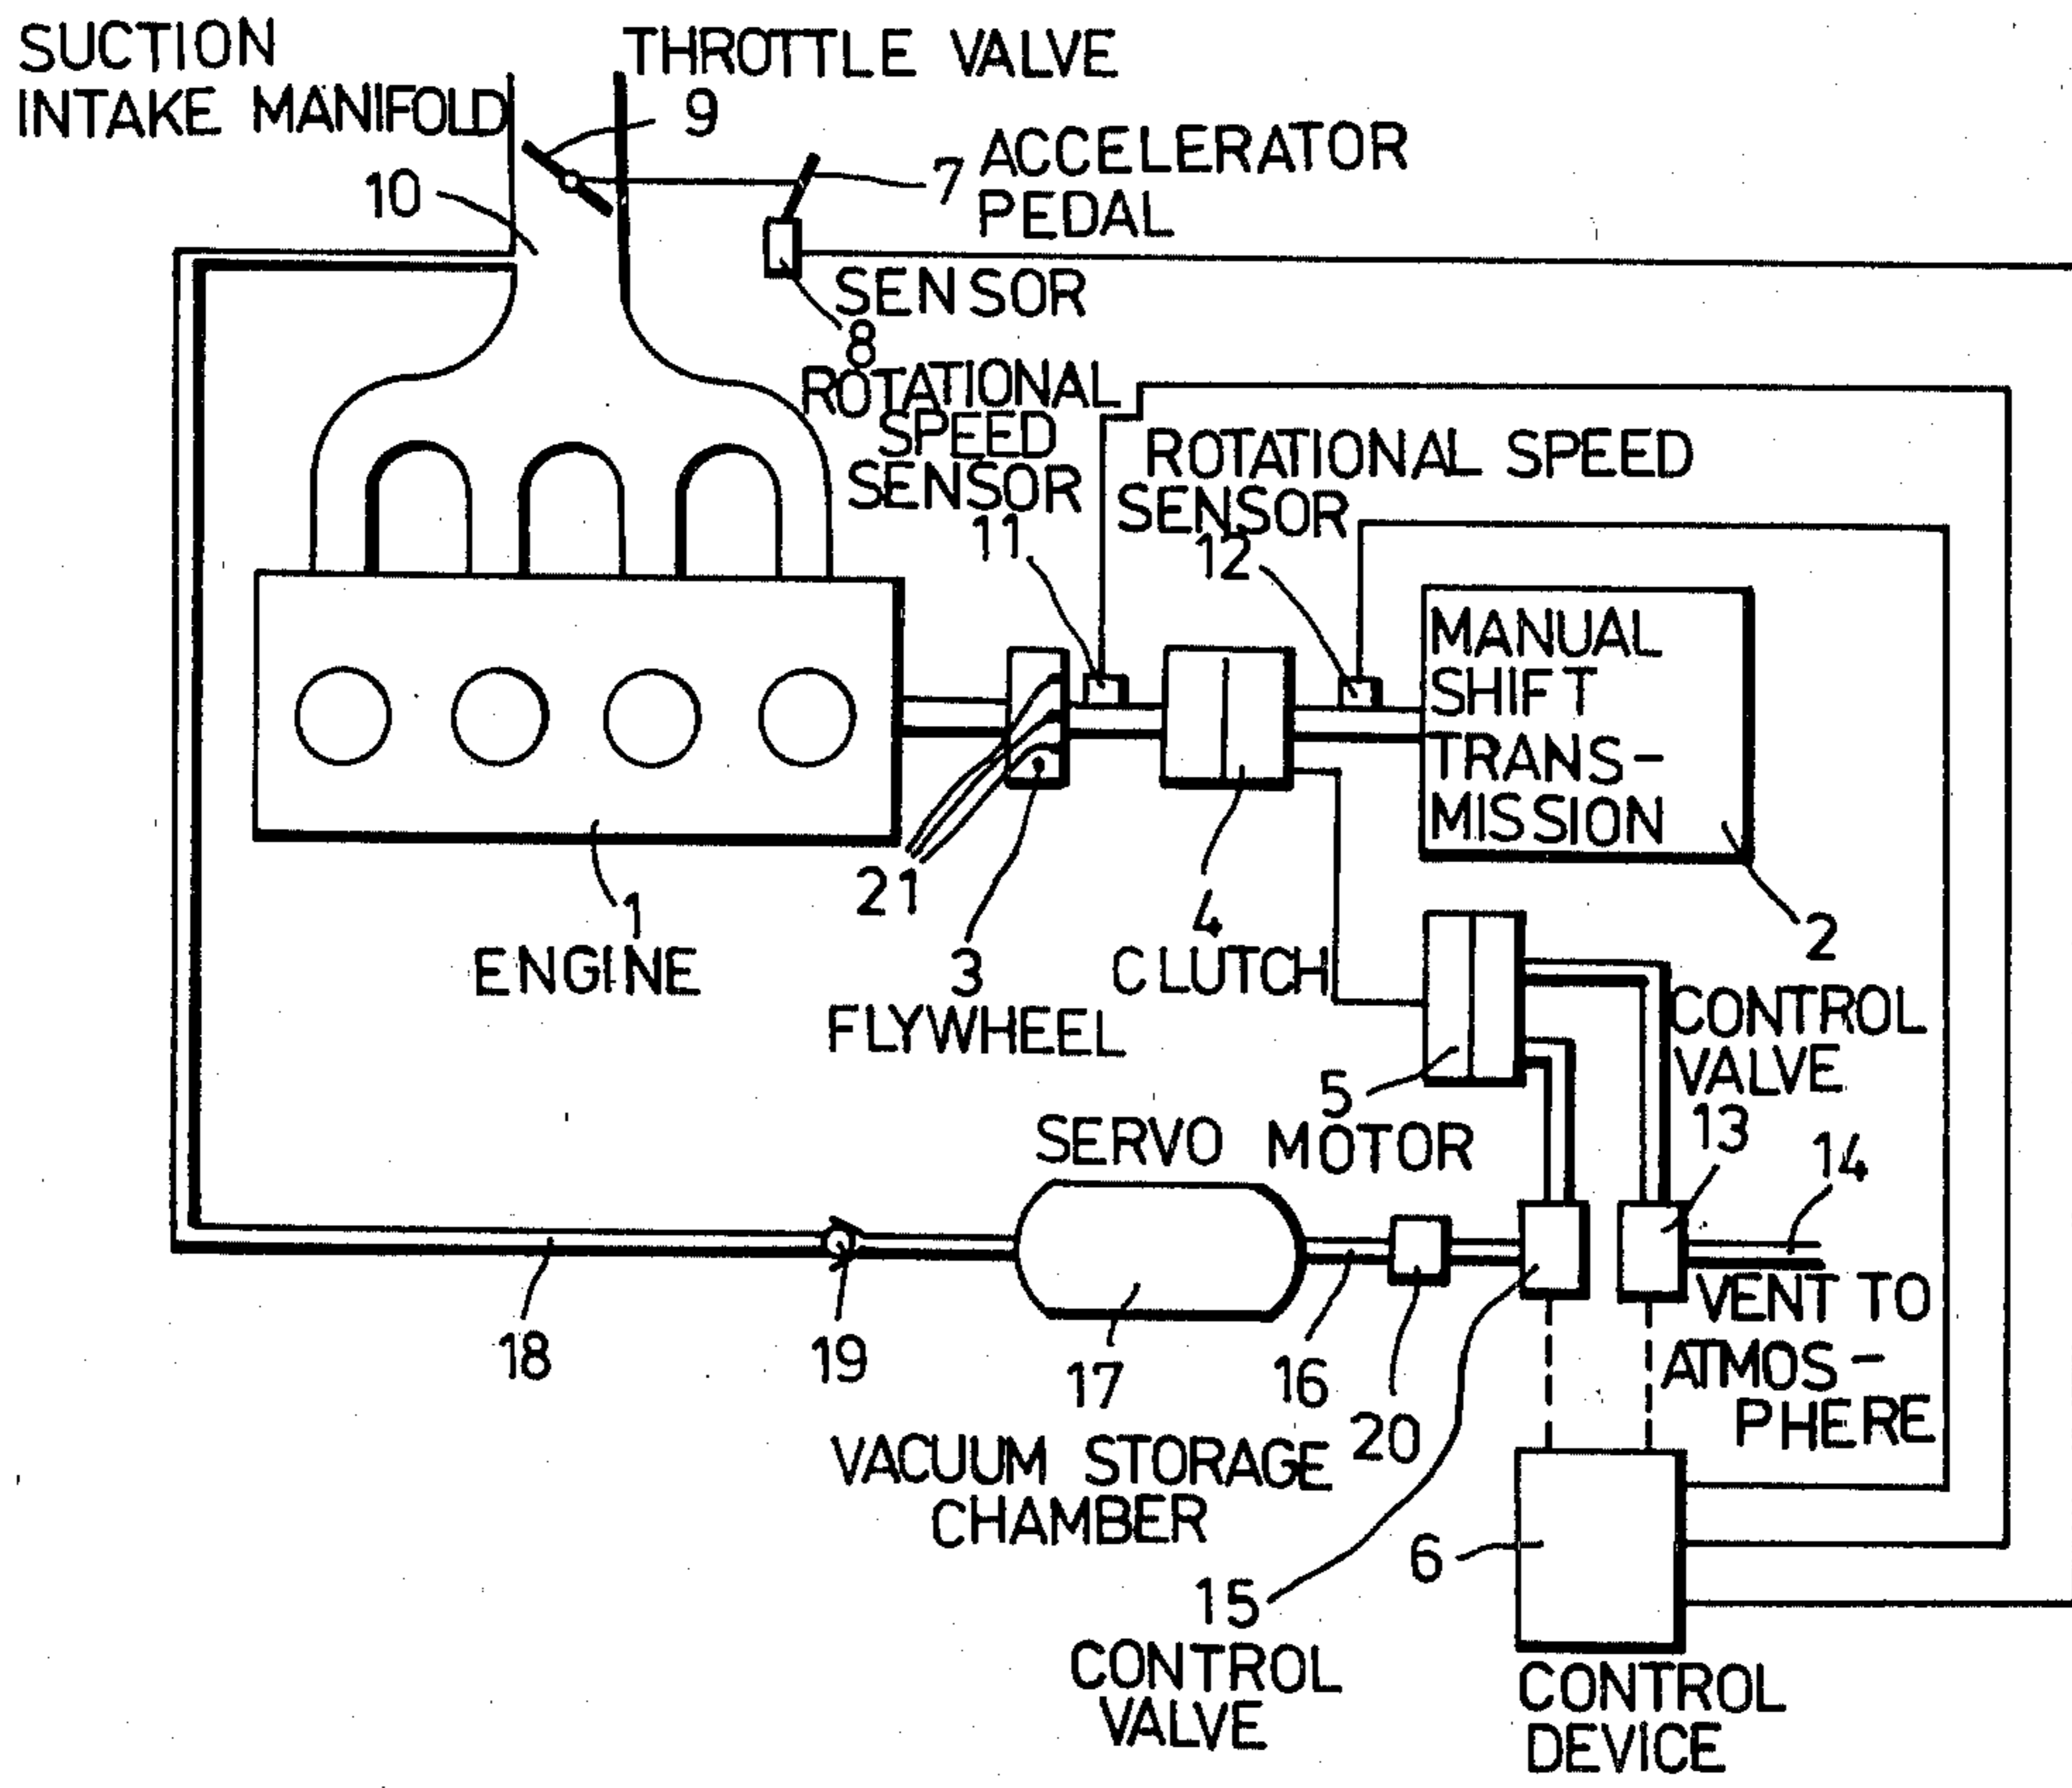 SUCTION
INTAKE MANIFOLD
10
THROTTLE VALVE
9
7 ACCELERATOR
PEDAL
SENSOR
8
ROTATIONAL
SPEED
SENSOR
11
ROTATIONAL SPEED
SENSOR
12
MANUAL
SHIFT
TRANS-
MISSION
2
1
ENGINE
21
3
FLYWHEEL
4
CLUTCH
5
SERVO MOTOR
CONTROL
VALVE
13
14
VENT TO
ATMOS-
PHERE
18
19
17
VACUUM STORAGE
CHAMBER
16
20
15
CONTROL
VALVE
6
CONTROL
DEVICE